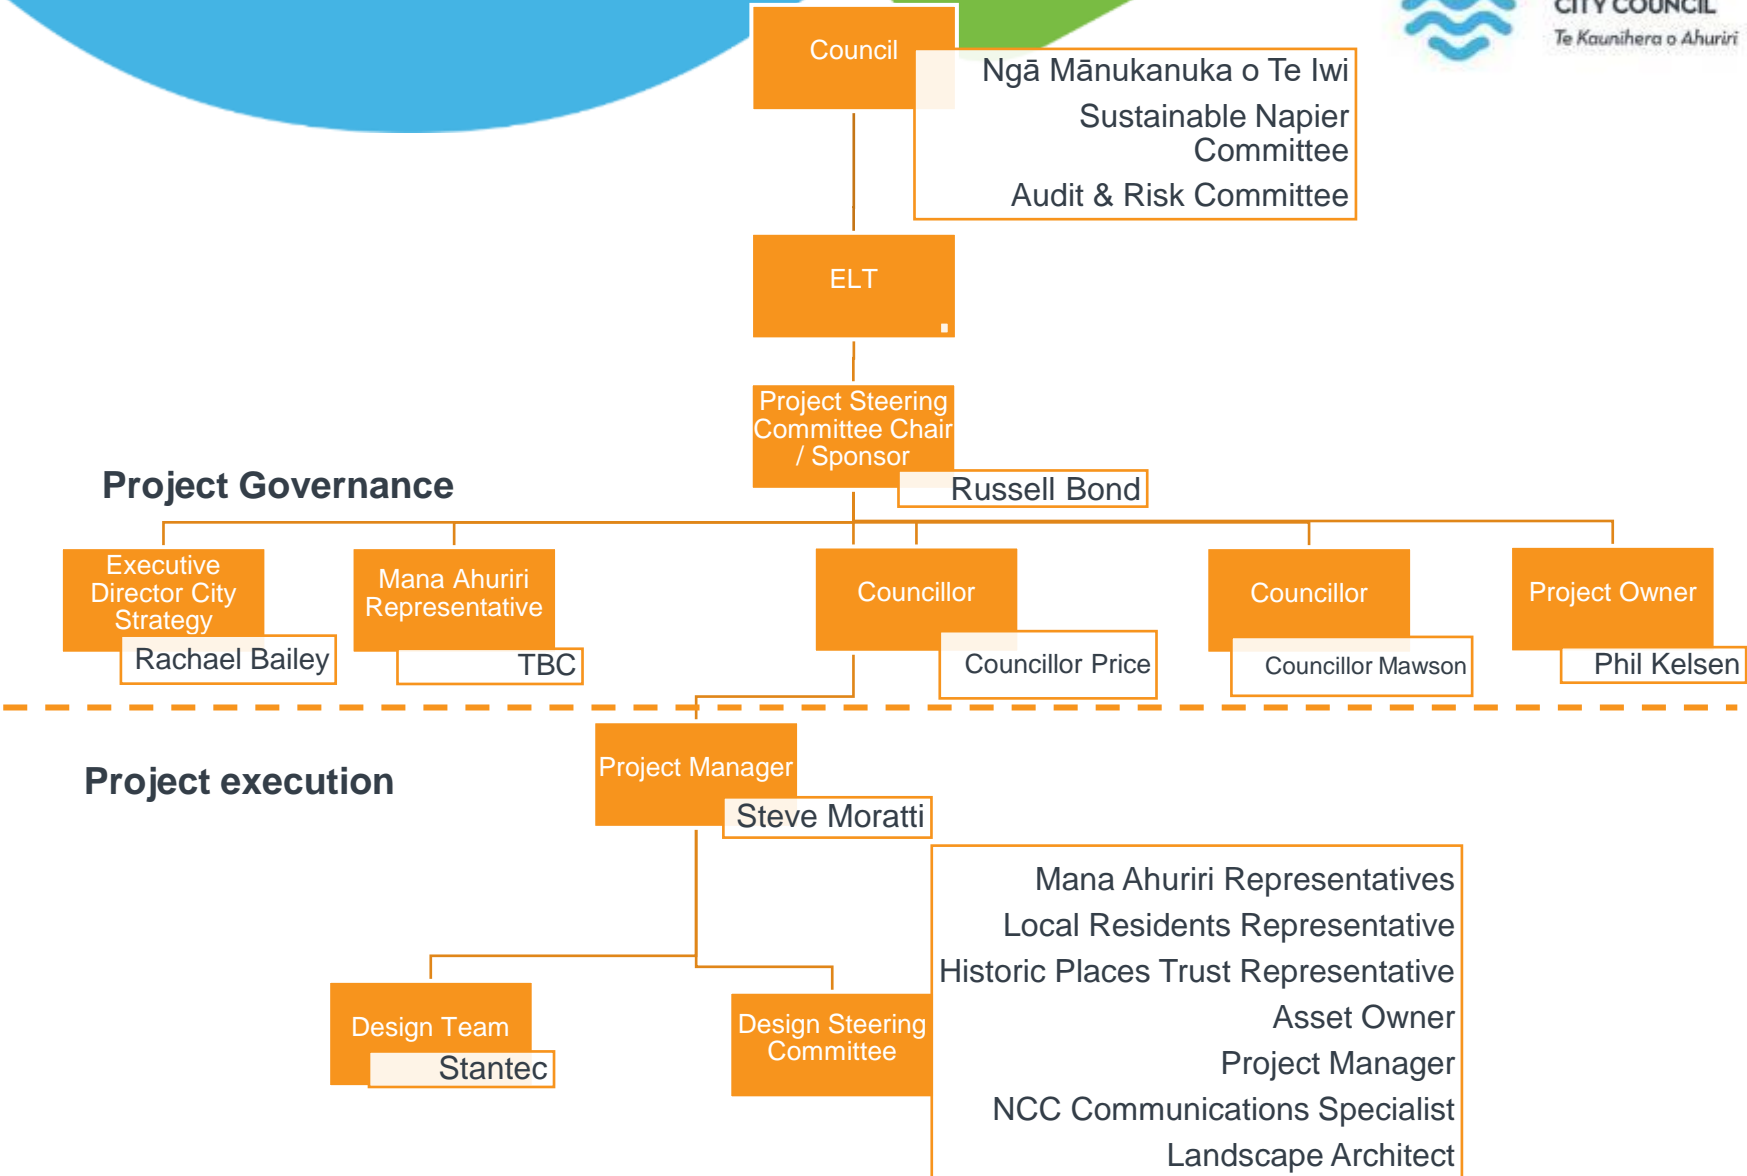 CITY COUNCIL
Te Kaunihera o Ahuriri
Council
Ngā Mānukanuka o Te Iwi
Sustainable Napier
Committee
Audit & Risk Committee
ELT
Project Steering
Committee Chair
/ Sponsor
Russell Bond
Project Governance
Executive
Director City
Strategy
Rachael Bailey
Mana Ahuriri
Representative
TBC
Councillor
Councillor Price
Councillor
Councillor Mawson
Project Owner
Phil Kelsen
Project execution
Project Manager
Steve Moratti
Design Team
Stantec
Design Steering
Committee
Mana Ahuriri Representatives
Local Residents Representative
Historic Places Trust Representative
Asset Owner
Project Manager
NCC Communications Specialist
Landscape Architect